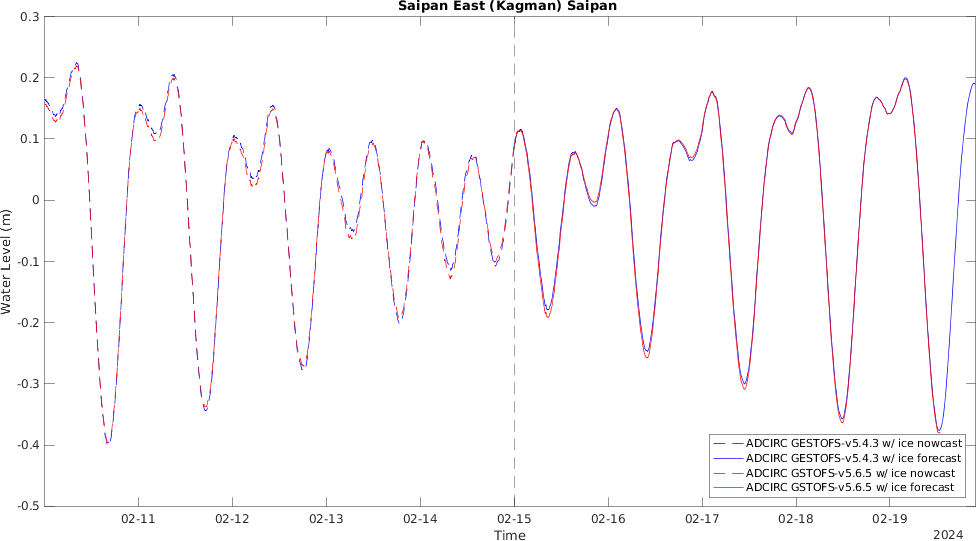 Saipan East (Kagman) Saipan
Water Level (m)
0.3
0.2
0.1
0
-0.1
-0.2
-0.3
-0.4
-0.5
ADCIRC GESTOFS-v5.4.3 w/ ice nowcast
ADCIRC GESTOFS-v5.4.3 w/ ice forecast
ADCIRC GSTOFS-v5.6.5 w/ ice nowcast
ADCIRC GSTOFS-v5.6.5 w/ ice forecast
02-11
02-12
02-13
02-14
02-15
02-16
02-17
02-18
02-19
Time
2024